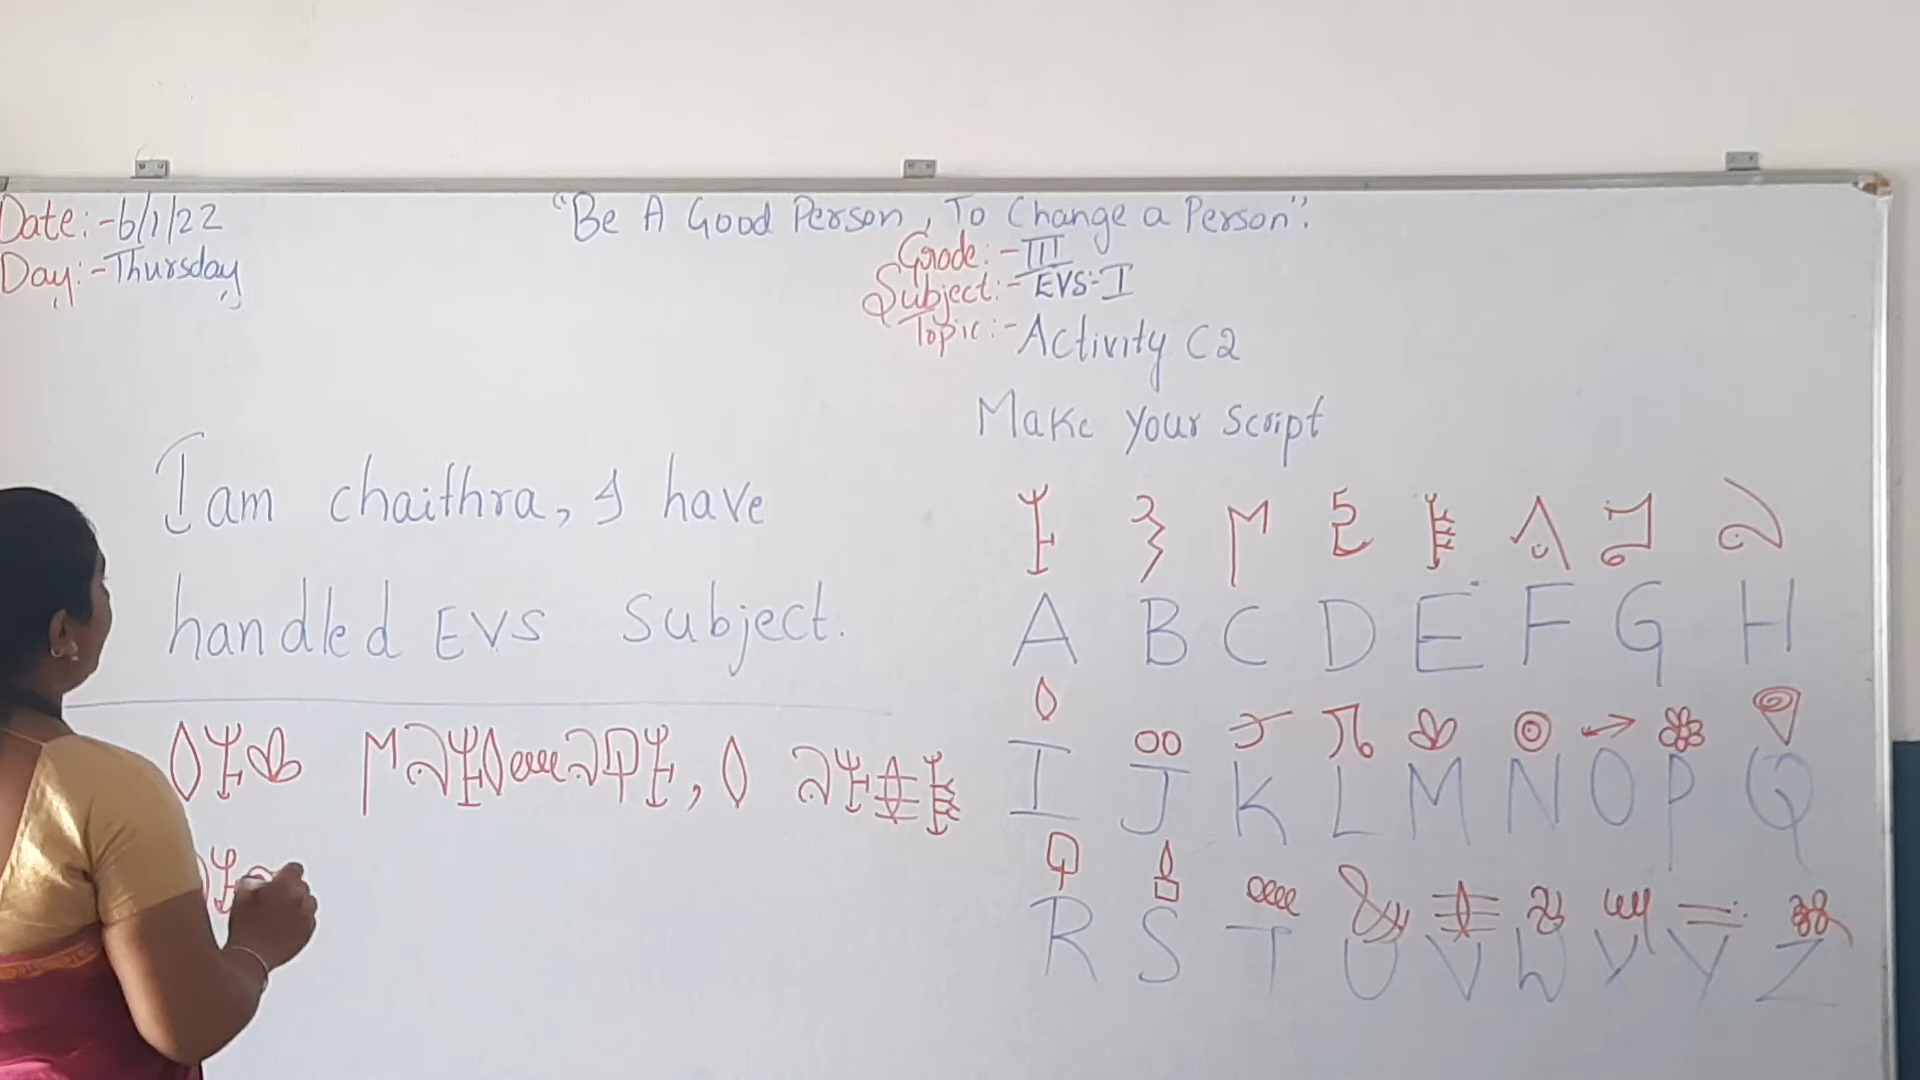 Date:-6/1/22
Day:-Thursday
"Be A Good Person, To Change a Person".
Grade:-III
Subject:-EVS-I
Topic:-Activity C2
Make Your Script
I am chaithra, I have
handled EVS Subject.
A B C D E F G H
I J K L M N O P Q
R S T U V W X Y Z